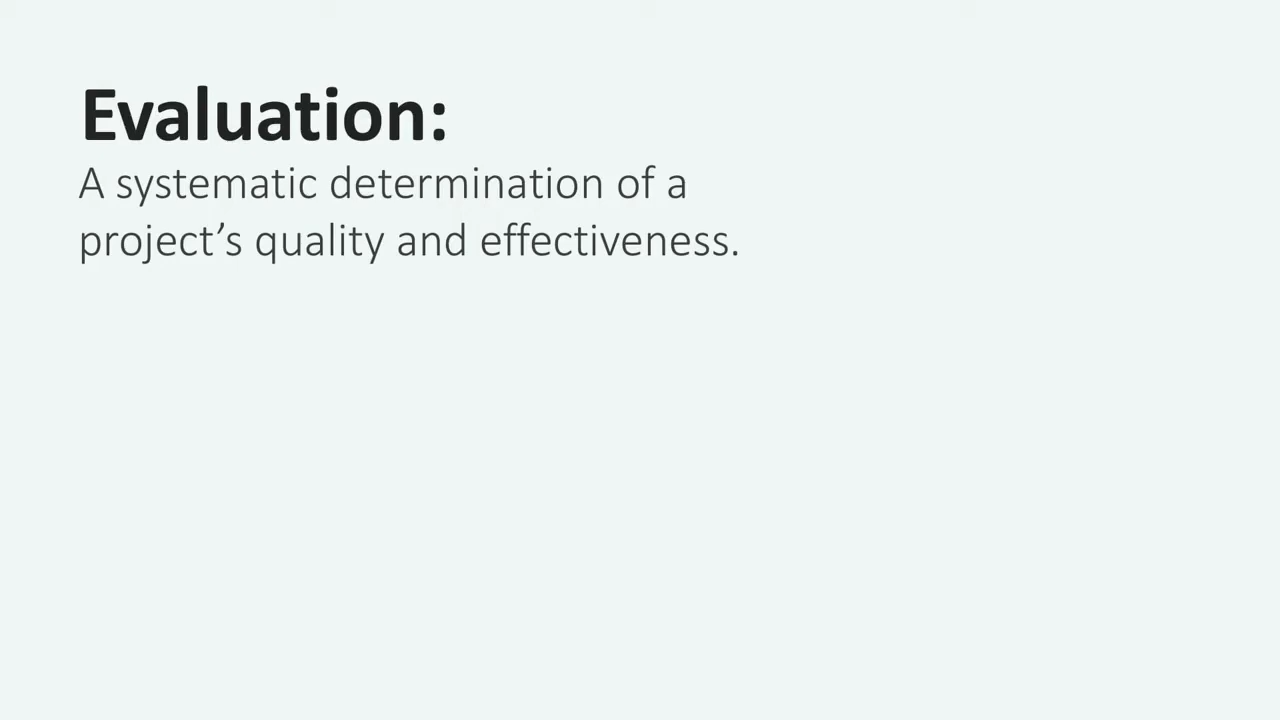 Evaluation:
A systematic determination of a
project’s quality and effectiveness.